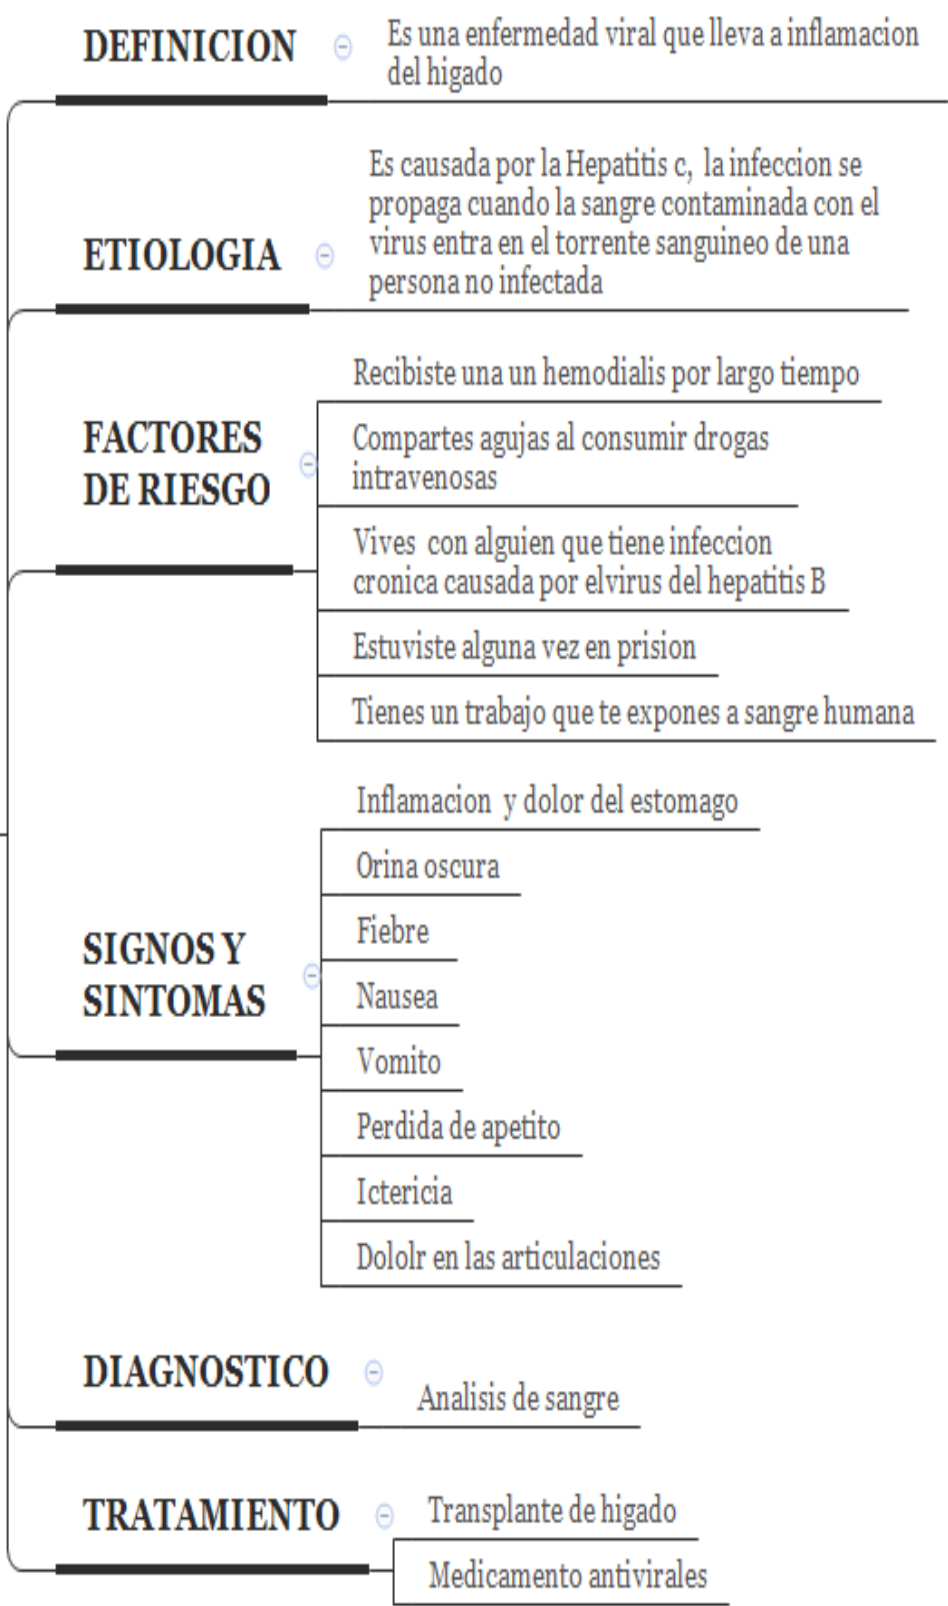 DEFINICION
Es una enfermedad viral que lleva a inflamacion
del higado
ETIOLOGIA
Es causada por la Hepatitis c, la infeccion se
propaga cuando la sangre contaminada con el
virus entra en el torrente sanguineo de una
persona no infectada
FACTORES
DE RIESGO
Recibiste una un hemodialis por largo tiempo
Compartes agujas al consumir drogas
intravenosas
Vives con alguien que tiene infeccion
cronica causada por elvirus del hepatitis B
Estuviste alguna vez en prision
Tienes un trabajo que te expones a sangre humana
SIGNOS Y
SINTOMAS
Inflamacion y dolor del estomago
Orina oscura
Fiebre
Nausea
Vomito
Perdida de apetito
Ictericia
Dololr en las articulaciones
DIAGNOSTICO
Analisis de sangre
TRATAMIENTO
Transplante de higado
Medicamento antivirales